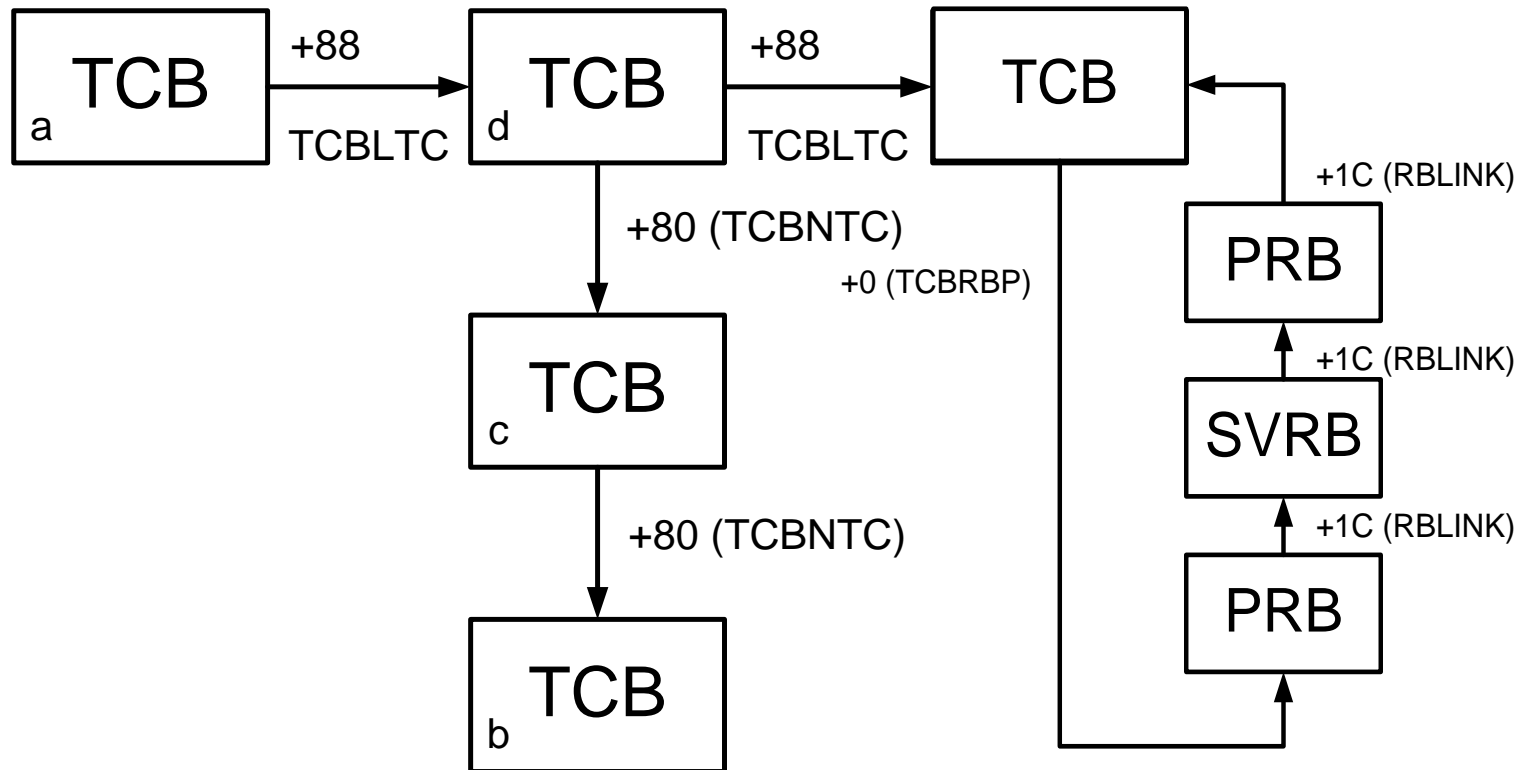 TCB
a
+88
TCBLTC
TCB
d
+88
TCBLTC
TCB
+1C (RBLINK)
PRB
+80 (TCBNTC)
+0 (TCBRBP)
TCB
c
+1C (RBLINK)
SVRB
+80 (TCBNTC)
+1C (RBLINK)
PRB
TCB
b